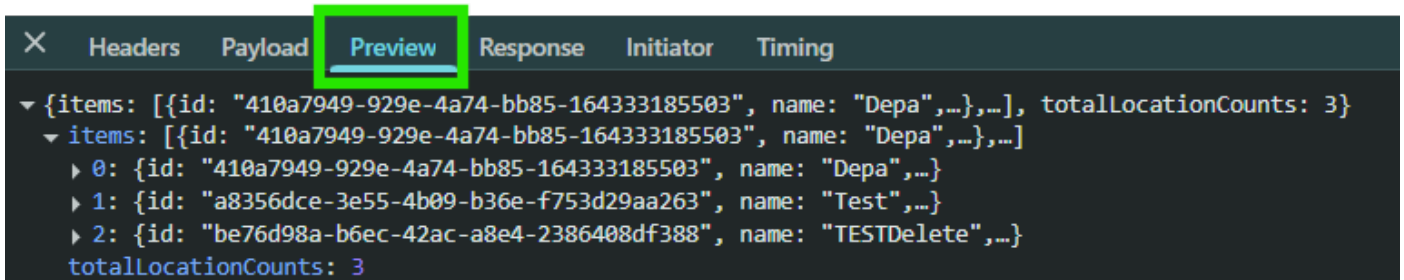 Headers Payload Preview Response Initiator Timing
{items: [{id: "410a7949-929e-4a74-bb85-164333185503", name: "Depa",…},…], totalLocationCounts: 3}
items: [{id: "410a7949-929e-4a74-bb85-164333185503", name: "Depa",…},…]
0: {id: "410a7949-929e-4a74-bb85-164333185503", name: "Depa",…}
1: {id: "a8356dce-3e55-4b09-b36e-f753d29aa263", name: "Test",…}
2: {id: "be76d98a-b6ec-42ac-a8e4-2386408df388", name: "TESTDelete",…}
totalLocationCounts: 3